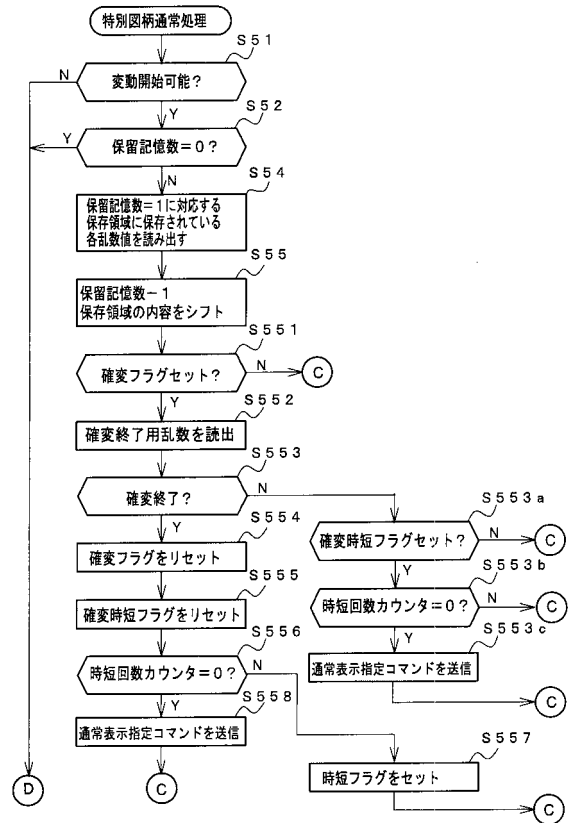 特別図柄通常処理
S51
N
変動開始可能？
Y
S52
Y
保留記憶数＝0？
N
S54
保留記憶数＝1に対応する
保存領域に保存されている
各乱数値を読み出す
S55
保留記憶数－1
保存領域の内容をシフト
S551
確変フラグセット？
N
C
Y
S552
確変終了用乱数を読出
S553
確変終了？
N
Y
S553a
確変時短フラグセット？
N
C
Y
S554
確変フラグをリセット
S553b
時短回数カウンタ＝0？
N
C
Y
S555
確変時短フラグをリセット
S553c
通常表示指定コマンドを送信
C
S556
時短回数カウンタ＝0？
N
Y
S558
通常表示指定コマンドを送信
S557
時短フラグをセット
C
D
C